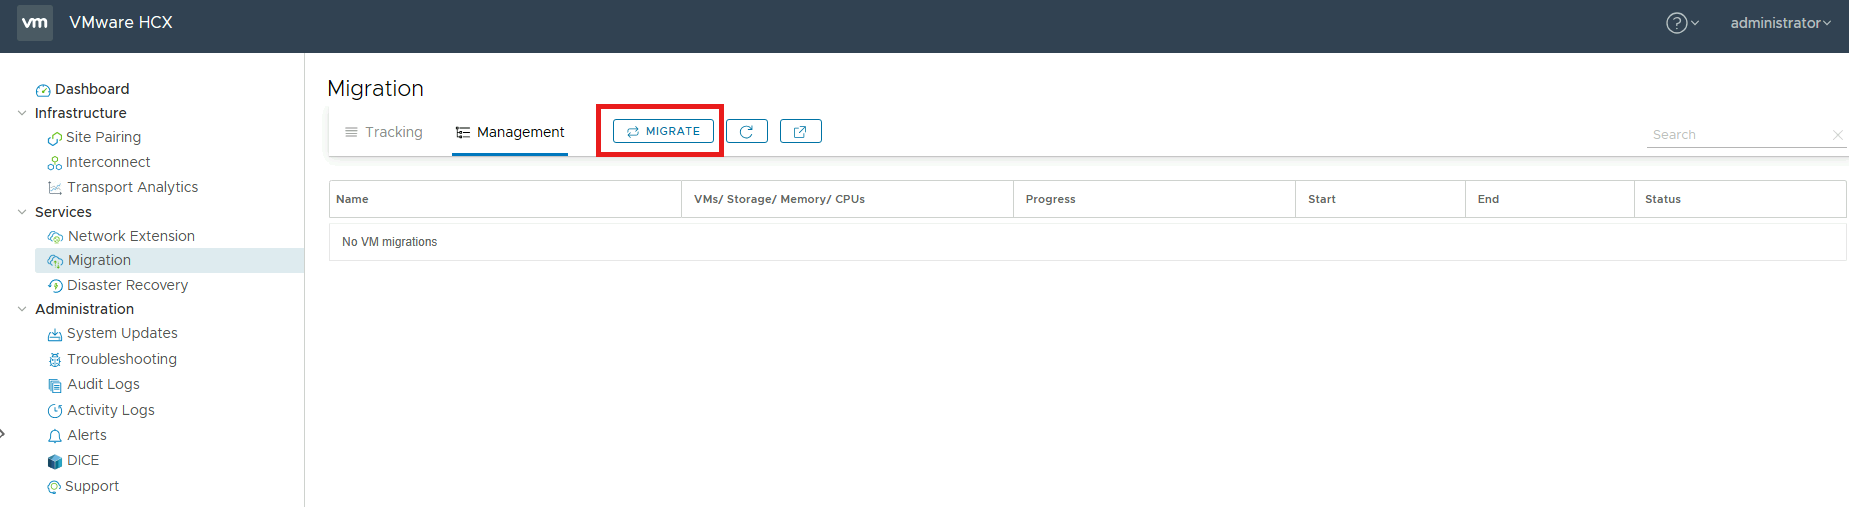 vm VMware HCX
? administrator
Dashboard
Infrastructure
Site Pairing
Interconnect
Transport Analytics
Services
Network Extension
Migration
Disaster Recovery
Administration
System Updates
Troubleshooting
Audit Logs
Activity Logs
Alerts
DICE
Support
Migration
Tracking Management MIGRATE Search
Name VMs/ Storage/ Memory/ CPUs Progress Start End Status
No VM migrations